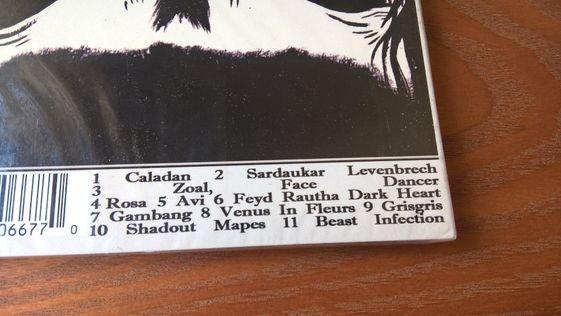 1 Caladan 2 Sardaukar Levenbrech
3 Zoal, Face Dancer
4 Rosa 5 Avi 6 Feyd Rautha Dark Heart
7 Gambang 8 Venus In Fleurs 9 Grisgris
10 Shadout Mapes 11 Beast Infection
06677 0